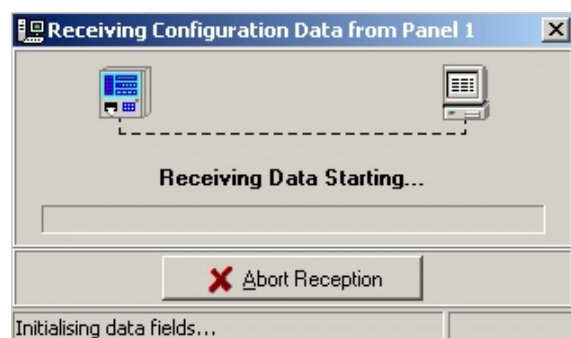 Receiving Configuration Data from Panel 1
Receiving Data Starting...
Abort Reception
Initialising data fields...